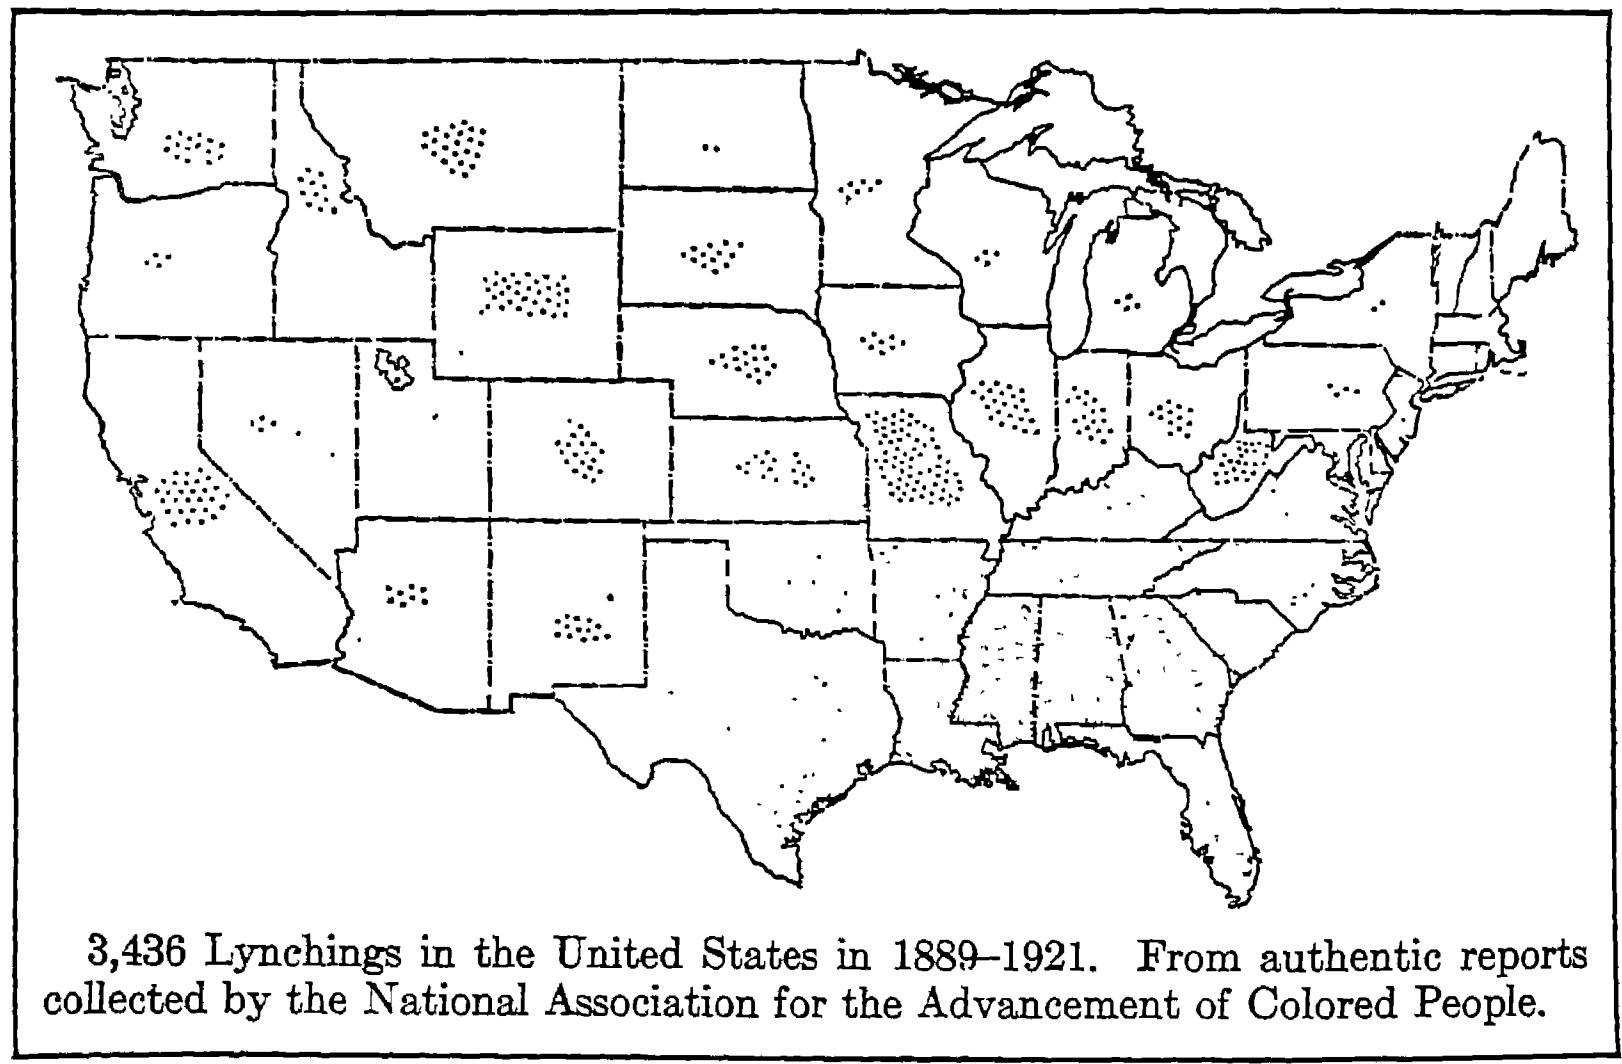 3,436 Lynchings in the United States in 1889–1921. From authentic reports
collected by the National Association for the Advancement of Colored People.